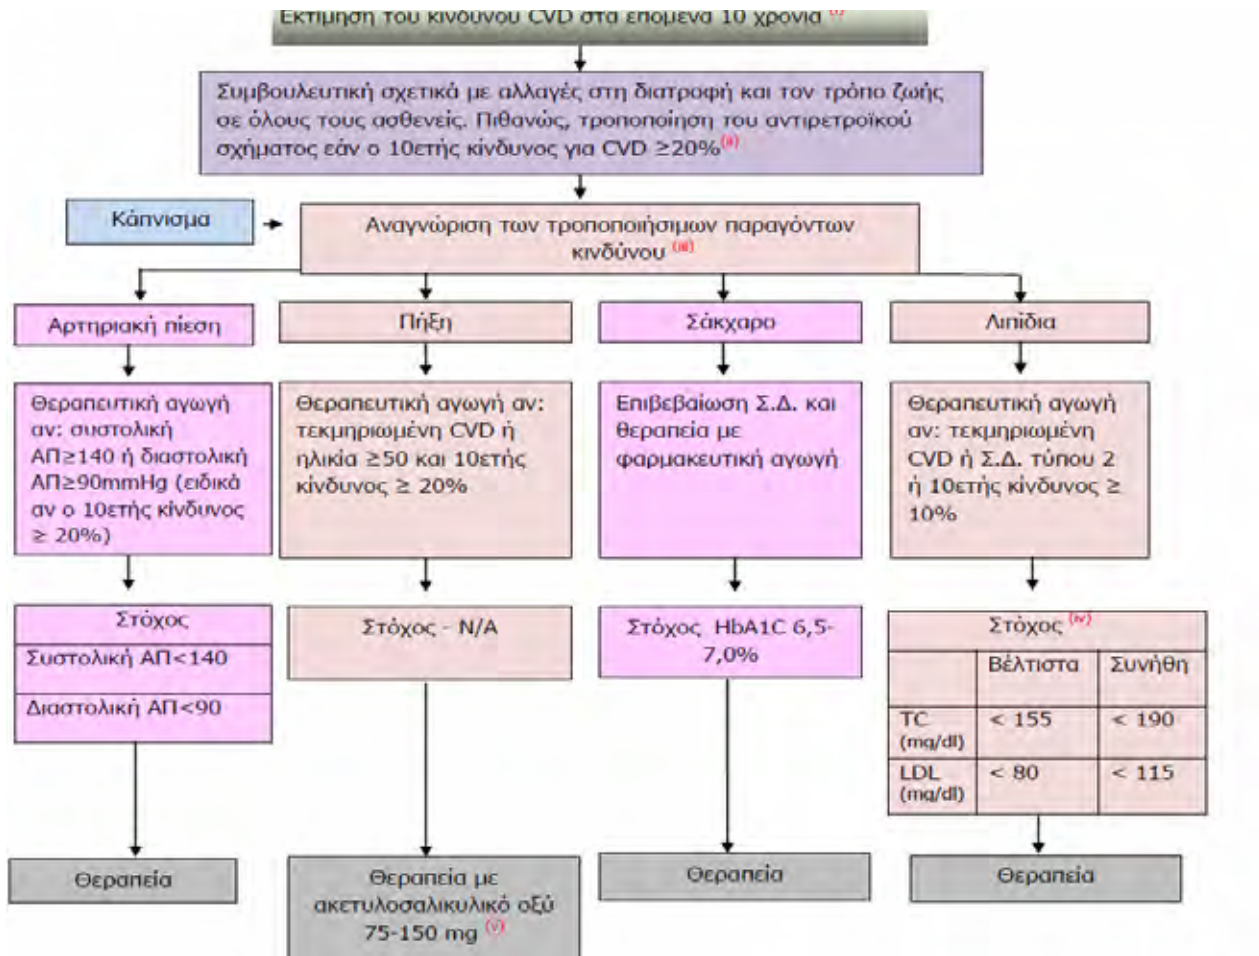 Εκτίμηση του κινδύνου CVD στα επόμενα 10 χρόνια (i)
Συμβουλευτική σχετικά με αλλαγές στη διατροφή και τον τρόπο ζωής
σε όλους τους ασθενείς. Πιθανώς, τροποποίηση του αντιρετροϊκού
σχήματος εάν ο 10ετής κίνδυνος για CVD ≥20%(ii)
Κάπνισμα
Αναγνώριση των τροποποιήσιμων παραγόντων
κινδύνου (iii)
Αρτηριακή πίεση
Πήξη
Σάκχαρο
Λιπίδια
Θεραπευτική αγωγή
αν: συστολική
ΑΠ≥140 ή διαστολική
ΑΠ≥90mmHg (ειδικά
αν ο 10ετής κίνδυνος
≥ 20%)
Θεραπευτική αγωγή αν:
τεκμηριωμένη CVD ή
ηλικία ≥50 και 10ετής
κίνδυνος ≥ 20%
Επιβεβαίωση Σ.Δ. και
θεραπεία με
φαρμακευτική αγωγή
Θεραπευτική αγωγή
αν: τεκμηριωμένη
CVD ή Σ.Δ. τύπου 2
ή 10ετής κίνδυνος ≥
10%
Στόχος
Συστολική ΑΠ<140
Διαστολική ΑΠ<90
Στόχος - N/A
Στόχος HbA1C 6,5-
7,0%
Στόχος (iv)
Βέλτιστα Συνήθη
TC (mg/dl) < 155 < 190
LDL (mg/dl) < 80 < 115
Θεραπεία
Θεραπεία με
ακετυλοσαλικυλικό οξύ
75-150 mg (v)
Θεραπεία
Θεραπεία